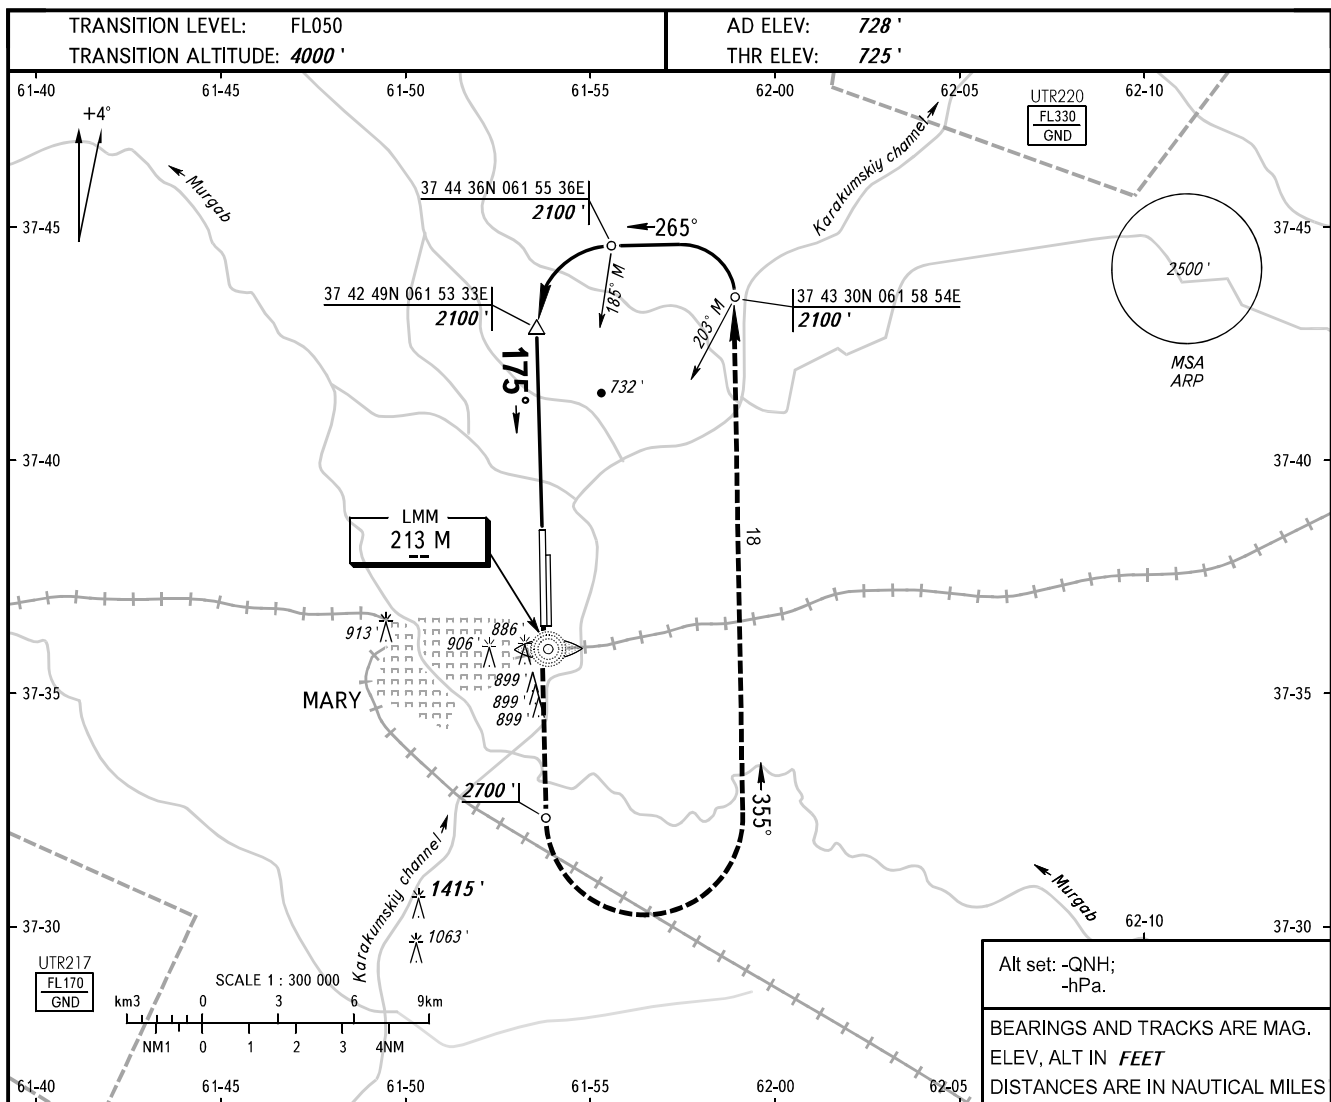 TRANSITION LEVEL: FL050
TRANSITION ALTITUDE: 4000 '
AD ELEV: 728 '
THR ELEV: 725 '
61-40 61-45 61-50 61-55 62-00 62-05 62-10
+4°
UTR220
FL330
GND
Murgab
Karakumskiy channel
37 44 36N 061 55 36E
2100 '
265°
37-45 37-45
185° M
203° M
2500 '
MSA
ARP
37 42 49N 061 53 33E
2100 '
37 43 30N 061 58 54E
2100 '
175°
732 '
37-40 37-40
LMM
213 M
18
913 '
906 '
886 '
899 '
899 '
899 '
MARY
37-35 37-35
2700 '
355°
Karakumskiy channel
1415 '
1063 '
Murgab
37-30 62-10 37-30
UTR217
FL170
GND
SCALE 1 : 300 000
km3 0 3 6 9km
NM1 0 1 2 3 4NM
Alt set: -QNH;
-hPa.
BEARINGS AND TRACKS ARE MAG.
ELEV, ALT IN FEET
DISTANCES ARE IN NAUTICAL MILES
61-40 61-45 61-50 61-55 62-00 62-05